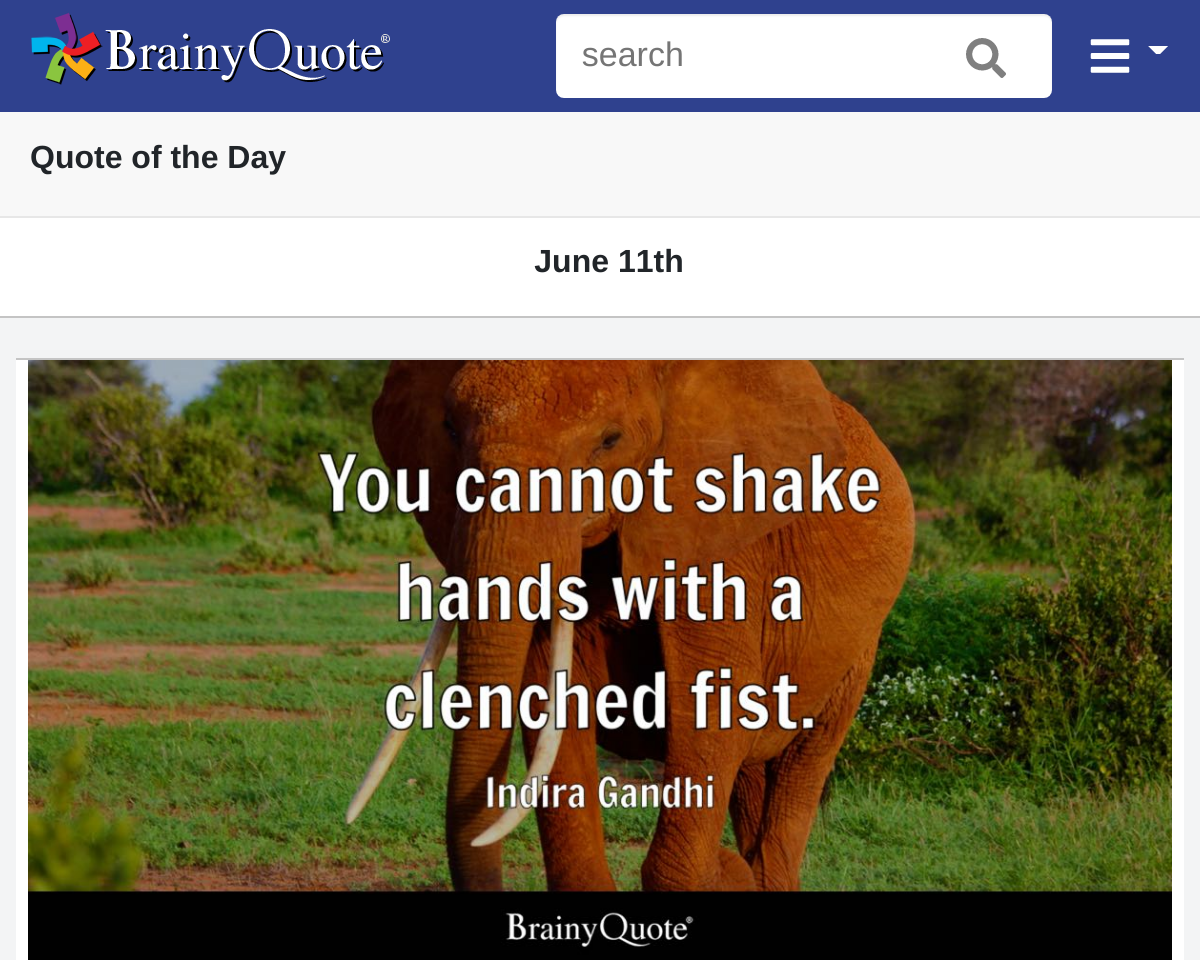 BrainyQuote®
search
Quote of the Day
June 11th
You cannot shake
hands with a
clenched fist.
Indira Gandhi
BrainyQuote®